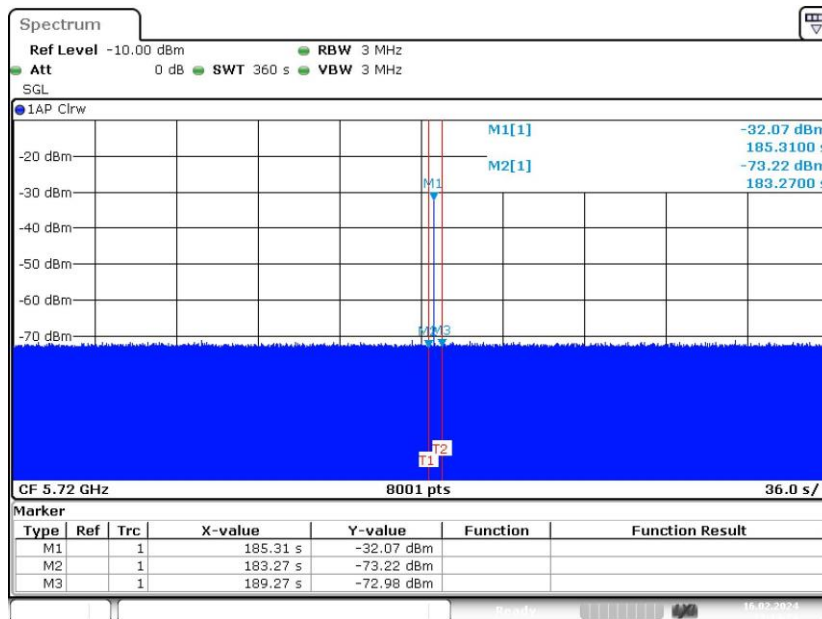 Spectrum
Ref Level -10.00 dBm RBW 3 MHz
Att 0 dB SWT 360 s VBW 3 MHz
SGL
1AP Clrw
M1[1] -32.07 dBm
185.3100 s
-20 dBm
M2[1] -73.22 dBm
183.2700 s
M1
-30 dBm
-40 dBm
-50 dBm
-60 dBm
-70 dBm
M2 M3
T2
T1
CF 5.72 GHz 8001 pts 36.0 s/
Marker
Type Ref Trc X-value Y-value Function Function Result
M1 1 185.31 s -32.07 dBm
M2 1 183.27 s -73.22 dBm
M3 1 189.27 s -72.98 dBm
Ready 16.02.2024